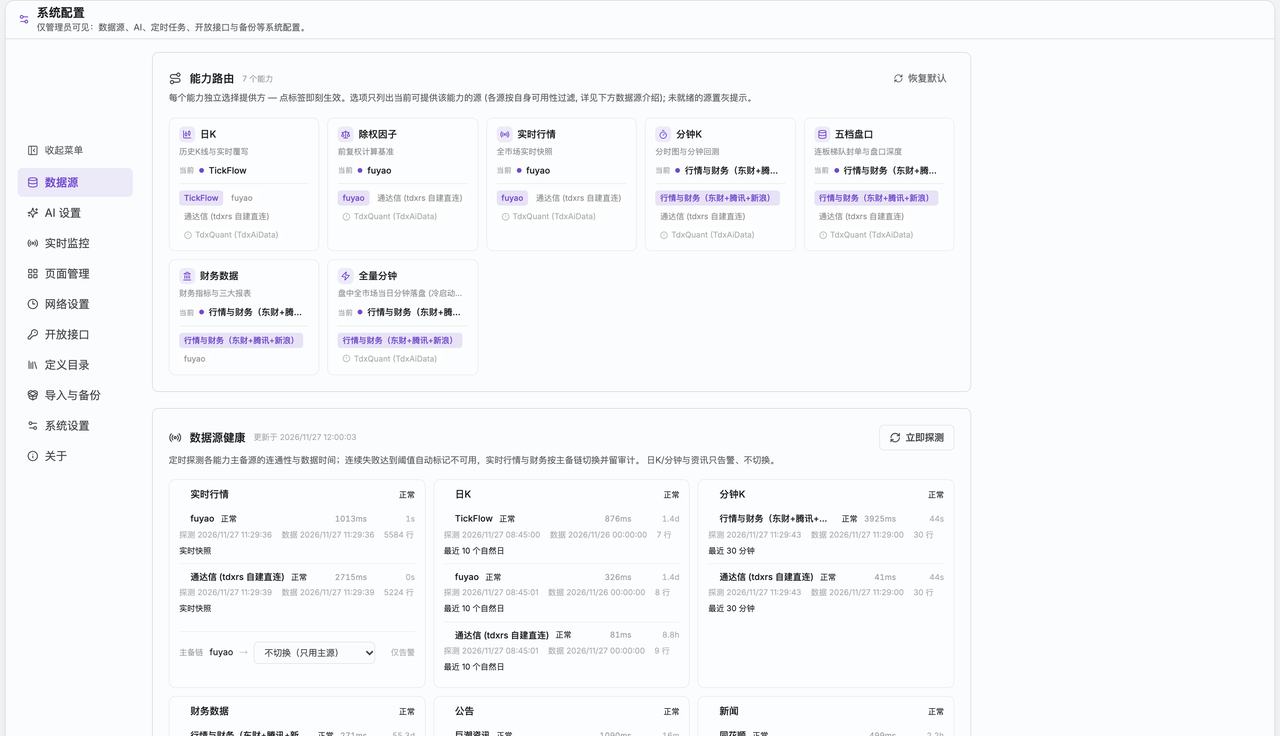 系统配置
仅管理员可见：数据源、AI、定时任务、开放接口与备份等系统配置。
收起菜单
数据源
AI 设置
实时监控
页面管理
网络设置
开放接口
定义目录
导入与备份
系统设置
关于
能力路由 7 个能力
恢复默认
每个能力独立选择提供方 — 点标签即刻生效。选项只列出当前可提供该能力的源 (各源按自身可用性过滤, 详见下方数据源介绍)；未就绪的源置灰提示。
日K
历史K线与实时覆写
当前 TickFlow
TickFlow fuyao
通达信 (tdxrs 自建直连)
TdxQuant (TdxAiData)
除权因子
前复权计算基准
当前 fuyao
fuyao 通达信 (tdxrs 自建直连)
TdxQuant (TdxAiData)
实时行情
全市场实时快照
当前 fuyao
fuyao 通达信 (tdxrs 自建直连)
TdxQuant (TdxAiData)
分钟K
分时图与分钟回测
当前 行情与财务（东财+腾...
行情与财务（东财+腾讯+新浪）
通达信 (tdxrs 自建直连)
TdxQuant (TdxAiData)
五档盘口
连板梯队封单与盘口深度
当前 行情与财务（东财+腾...
行情与财务（东财+腾讯+新浪）
通达信 (tdxrs 自建直连)
TdxQuant (TdxAiData)
财务数据
财务指标与三大报表
当前 行情与财务（东财+腾...
行情与财务（东财+腾讯+新浪）
fuyao
全量分钟
盘中全市场当日分钟落盘 (冷启动...
当前 行情与财务（东财+腾...
行情与财务（东财+腾讯+新浪）
TdxQuant (TdxAiData)
数据源健康 更新于 2026/11/27 12:00:03
立即探测
定时探测各能力主备源的连通性与数据时间；连续失败达到阈值自动标记不可用，实时行情与财务按主备链切换并留审计。 日K/分钟与资讯只告警、不切换。
实时行情 正常
fuyao 正常 1013ms 1s
探测 2026/11/27 11:29:36 数据 2026/11/27 11:29:36 5584 行
实时快照
通达信 (tdxrs 自建直连) 正常 2715ms 0s
探测 2026/11/27 11:29:39 数据 2026/11/27 11:29:39 5224 行
实时快照
主备链 fuyao → 不切换（只用主源） 仅告警
日K 正常
TickFlow 正常 876ms 1.4d
探测 2026/11/27 08:45:00 数据 2026/11/26 00:00:00 7 行
最近 10 个自然日
fuyao 正常 326ms 1.4d
探测 2026/11/27 08:45:01 数据 2026/11/26 00:00:00 8 行
最近 10 个自然日
通达信 (tdxrs 自建直连) 正常 81ms 8.8h
探测 2026/11/27 08:45:01 数据 2026/11/27 00:00:00 9 行
最近 10 个自然日
分钟K 正常
行情与财务（东财+腾讯+... 正常 3925ms 44s
探测 2026/11/27 11:29:43 数据 2026/11/27 11:29:00 30 行
最近 30 分钟
通达信 (tdxrs 自建直连) 正常 41ms 44s
探测 2026/11/27 11:29:43 数据 2026/11/27 11:29:00 30 行
最近 30 分钟
财务数据 正常
行情与财务（东财+腾讯+新... 正常 271ms 55.3d
公告 正常
巨潮资讯 正常 1090ms 16m
新闻 正常
同花顺 正常 499ms 2.2h